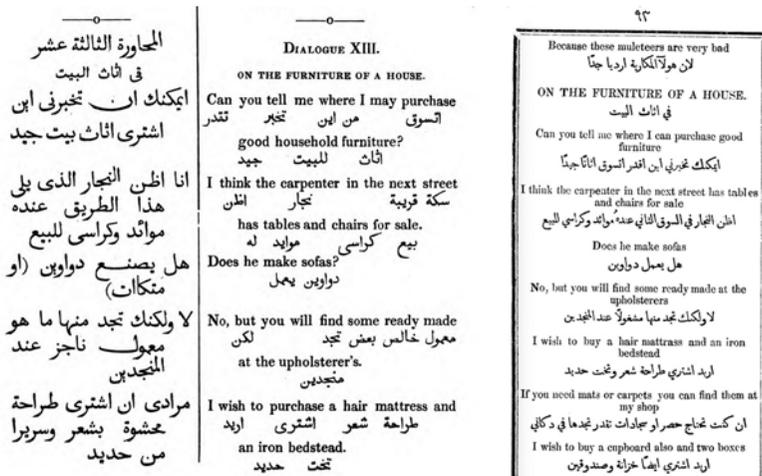 المحاورة الثالثة عشر
فى اثاث البيت
ايمكنك ان تخبرنى اين
اشترى اثاث بيت جيد
انا اظن النجار الذى يلى
هذا الطريق عنده
موائد وكراسى للبيع
هل يصنع دواوين (او
متكاات)
لا ولكنك تجد منها ما هو
معمول ناجز عند
المنجدين
مرادى ان اشترى طراحة
محشوة بشعر وسريرا
من حديد
DIALOGUE XIII.
ON THE FURNITURE OF A HOUSE.
Can you tell me where I may purchase
اتسوق من اين تخبر تقدر
good household furniture?
اثاث للبيت جيد
I think the carpenter in the next street
سكة قريبة نجار اظن
has tables and chairs for sale.
بيع كراسى موايد له
Does he make sofas?
دواوين يعمل
No, but you will find some ready made
معمول خالص بعض تجد لكن
at the upholsterer's.
منجدين
I wish to purchase a hair mattress and
طراحة شعر اشترى اريد
an iron bedstead.
تخت حديد
٩٣
Because these muleteers are very bad
لان هولآ المكارية ارديا جدًا
ON THE FURNITURE OF A HOUSE.
في اثاث البيت
Can you tell me where I can purchase good
furniture
ايمكنك تخبرني اين اقدر اتسوق اثاثًا جيدًا
I think the carpenter in the next street has tables
and chairs for sale
اظن النجار في السوق الثاني عنده موائد وكراسي للبيع
Does he make sofas
هل يعمل دواوين
No, but you will find some ready made at the
upholsterers
لا ولكنك تجد منها مشغولًا عند المنجدين
I wish to buy a hair mattress and an iron
bedstead
اريد اشتري طراحة شعر وتخت حديد
If you need mats or carpets you can find them at
my shop
ان كنت تحتاج حصر او سجادات تقدر تجدها في دكاني
I wish to buy a cupboard also and two boxes
اريد اشتري ايضًا خزانة وصندوقين